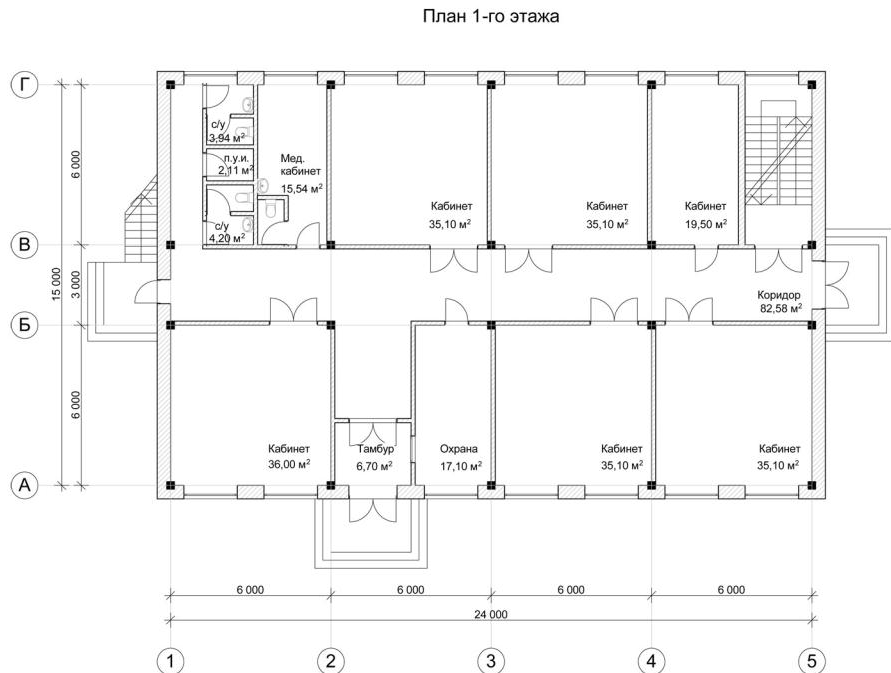 План 1-го этажа
Г
В
Б
А
6 000
3 000
6 000
15 000
с/у
3,94 м²
п.у.и.
2,11 м²
с/у
4,20 м²
Мед.
кабинет
15,54 м²
Кабинет
35,10 м²
Кабинет
35,10 м²
Кабинет
19,50 м²
Коридор
82,58 м²
Кабинет
36,00 м²
Тамбур
6,70 м²
Охрана
17,10 м²
Кабинет
35,10 м²
Кабинет
35,10 м²
6 000
6 000
6 000
6 000
24 000
1
2
3
4
5